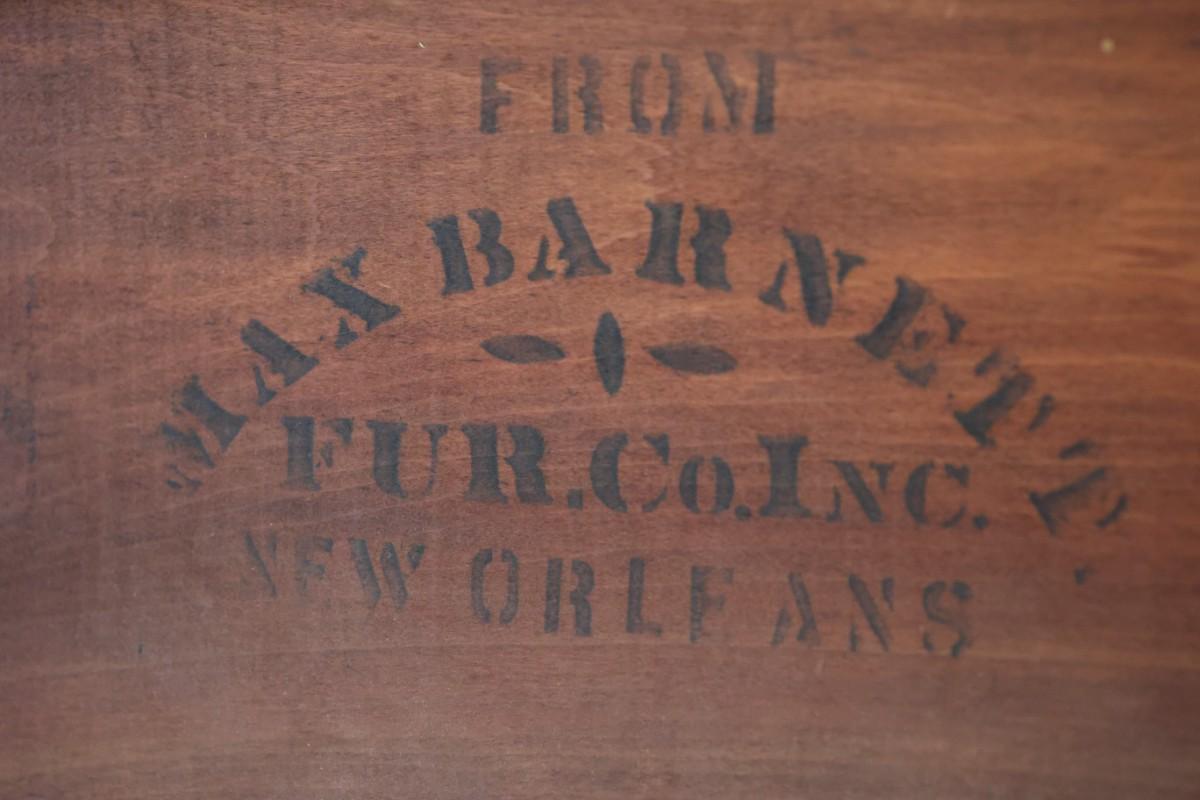 FROM
MAX BARNETT
FUR. Co. INC.
NEW ORLEANS